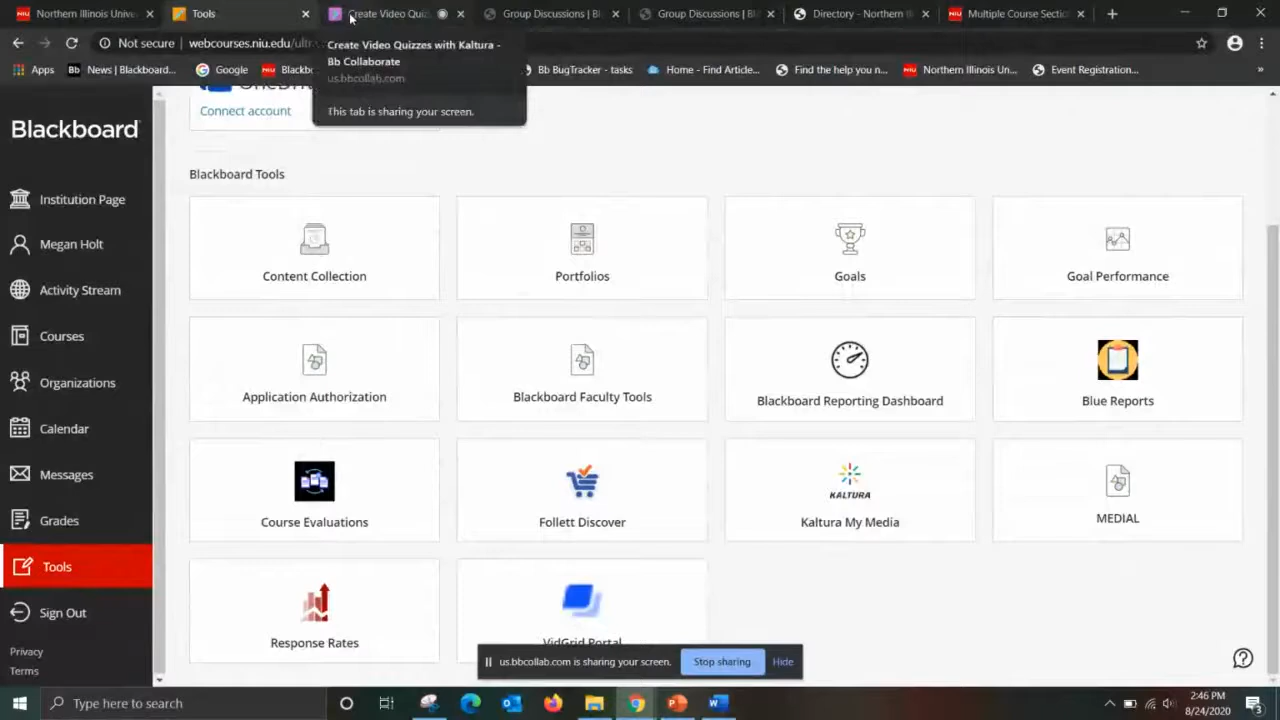 Northern Illinois Univers
Tools
Create Video Quiz
Group Discussions | Bl
Group Discussions | Bl
Directory - Northern I
Multiple Course Section
Not secure
webcourses.niu.edu/ultr
Create Video Quizzes with Kaltura -
Bb Collaborate
us.bbcollab.com
This tab is sharing your screen.
Apps
News | Blackboard...
Google
Blackb
Bb BugTracker - tasks
Home - Find Article...
Find the help you n...
Northern Illinois Un...
Event Registration...
Connect account
Blackboard
Institution Page
Megan Holt
Activity Stream
Courses
Organizations
Calendar
Messages
Grades
Tools
Sign Out
Privacy
Terms
Blackboard Tools
Content Collection
Portfolios
Goals
Goal Performance
Application Authorization
Blackboard Faculty Tools
Blackboard Reporting Dashboard
Blue Reports
Course Evaluations
Follett Discover
KALTURA
Kaltura My Media
MEDIAL
Response Rates
VidGrid Portal
us.bbcollab.com is sharing your screen.
Stop sharing
Hide
Type here to search
2:46 PM
8/24/2020
3